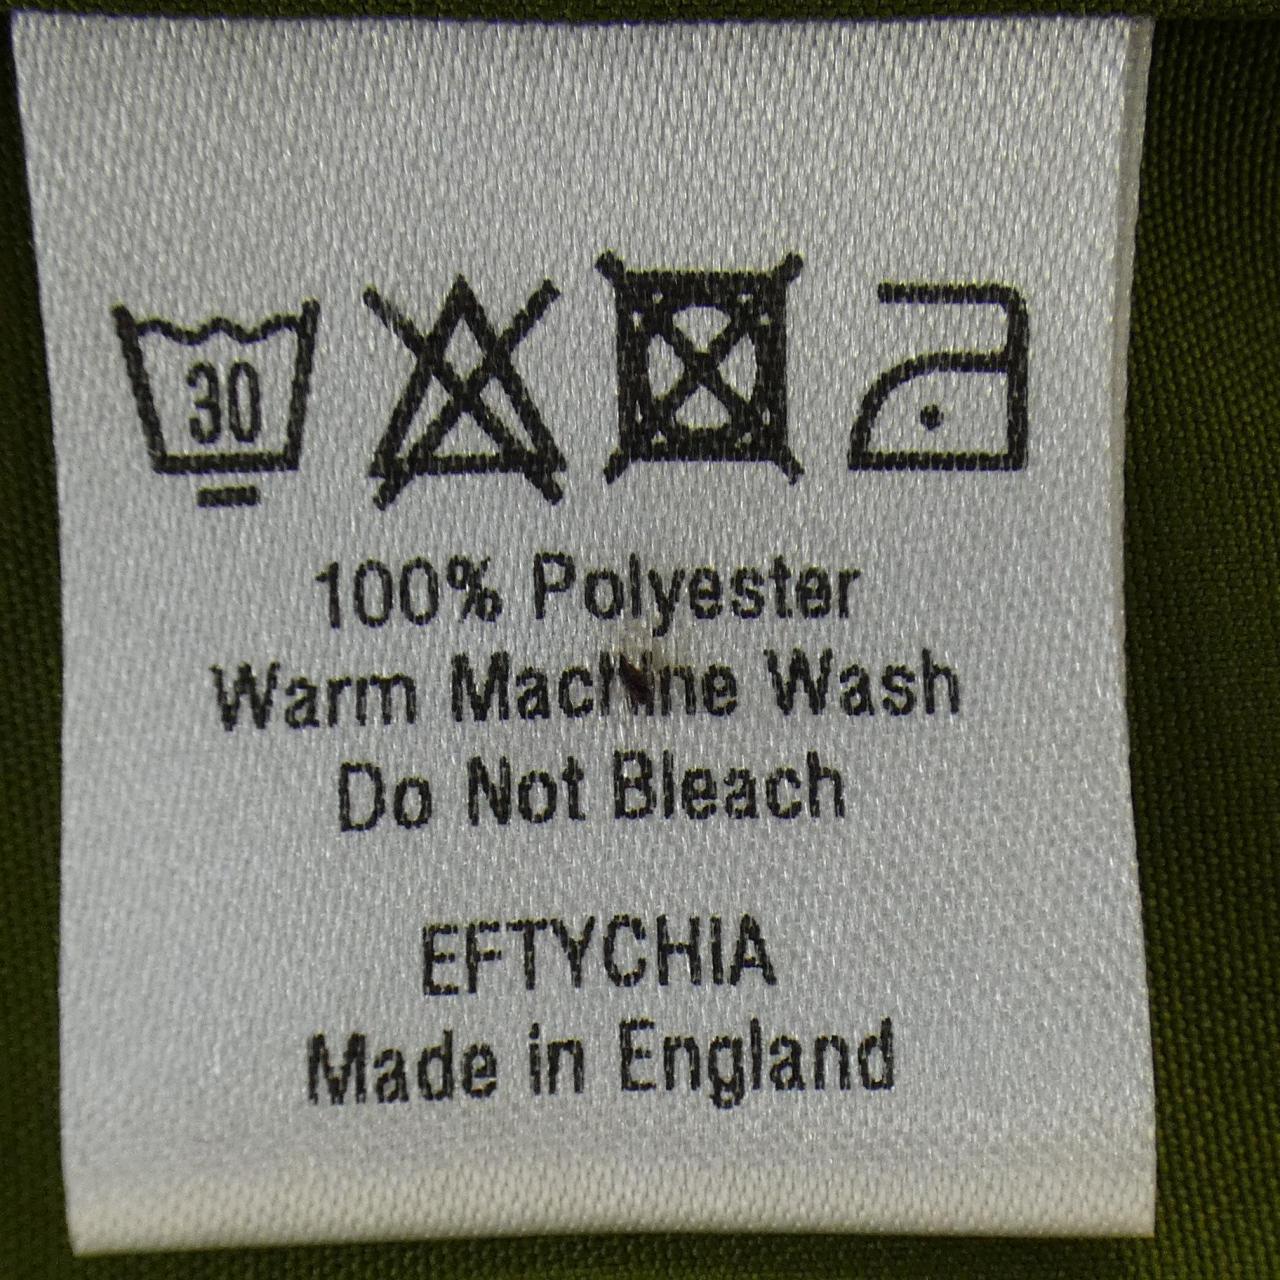 30
100% Polyester
Warm Machine Wash
Do Not Bleach
EFTYCHIA
Made in England